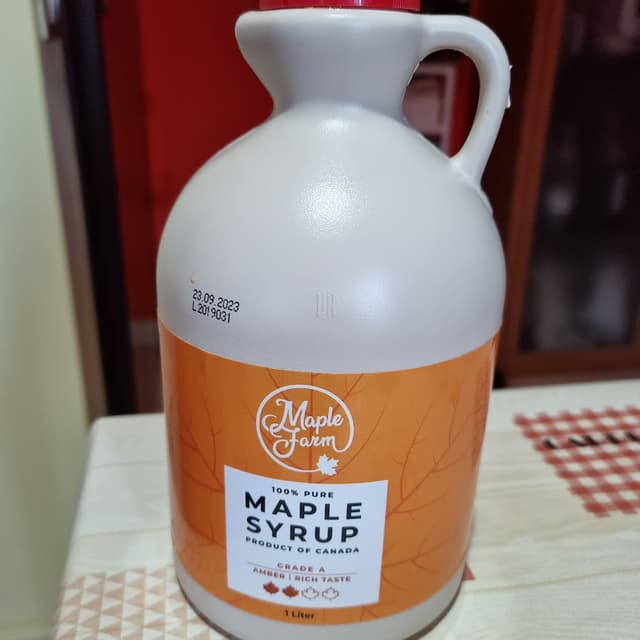 23.09.2023
L2019031
Maple
Farm
100% PURE
MAPLE
SYRUP
PRODUCT OF CANADA
GRADE A
AMBER | RICH TASTE
1 Liter